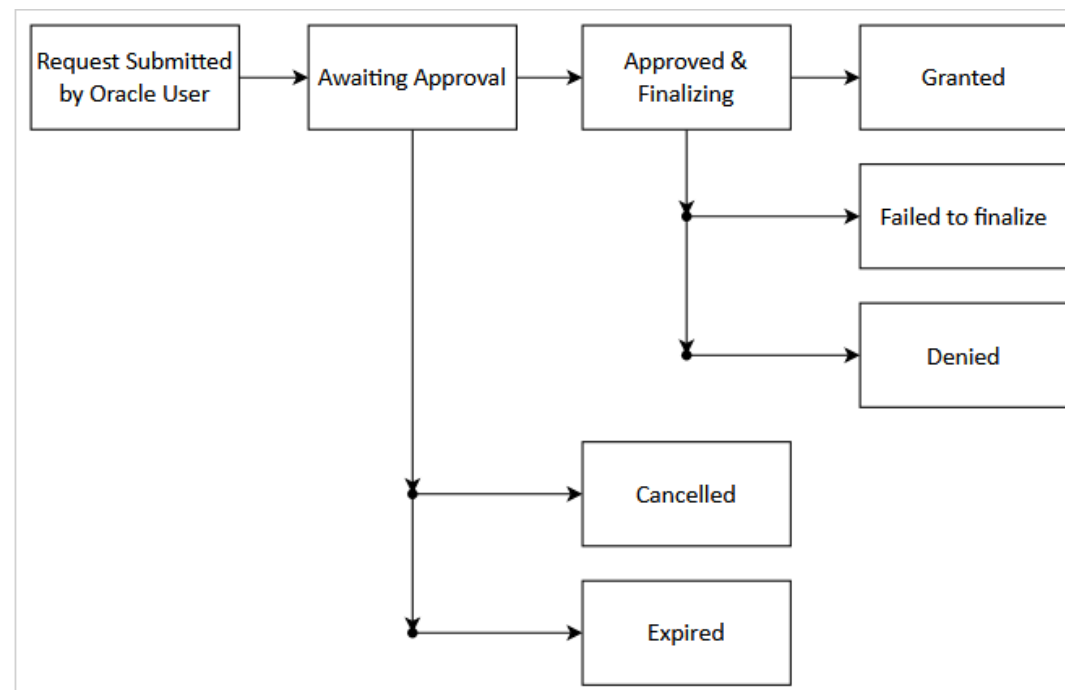 Request Submitted
by Oracle User
Awaiting Approval
Approved &
Finalizing
Granted
Failed to finalize
Denied
Cancelled
Expired